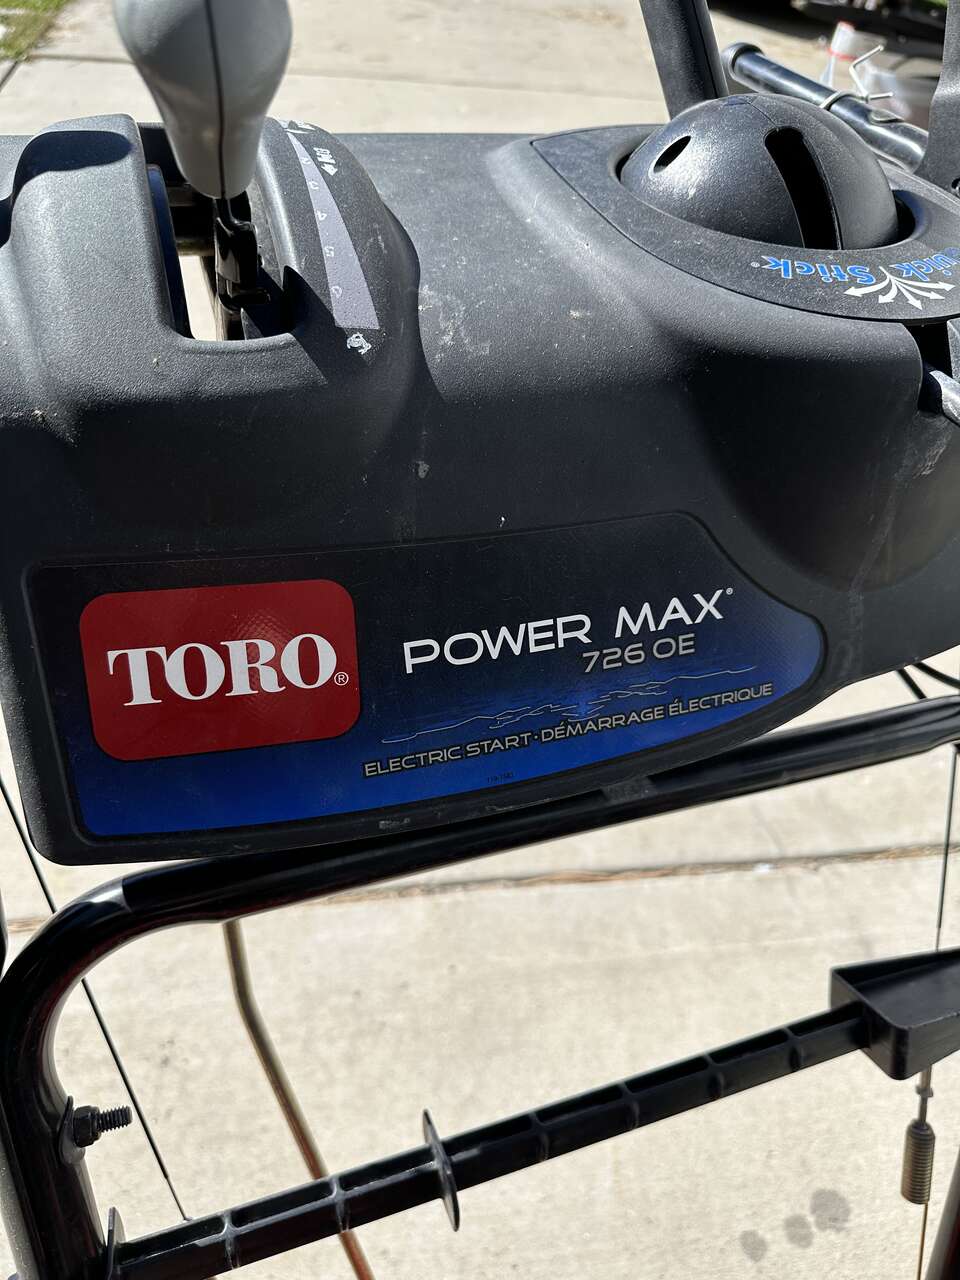 Quick Stick®
TORO®
POWER MAX®
726 OE
ELECTRIC START · DÉMARRAGE ÉLECTRIQUE